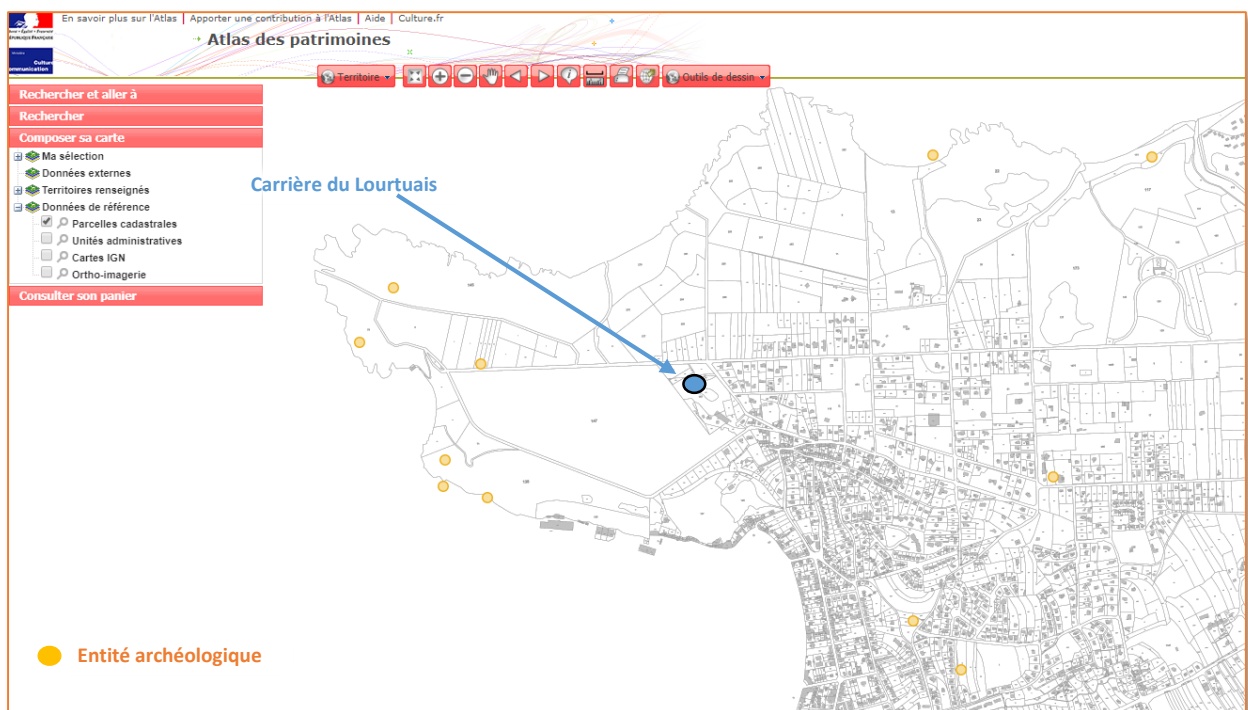 En savoir plus sur l'Atlas | Apporter une contribution à l'Atlas | Aide | Culture.fr
Atlas des patrimoines
Territoire
Outils de dessin
Rechercher et aller à
Rechercher
Composer sa carte
Ma sélection
Données externes
Territoires renseignés
Données de référence
Parcelles cadastrales
Unités administratives
Cartes IGN
Ortho-imagerie
Consulter son panier
Carrière du Lourtuais
Entité archéologique